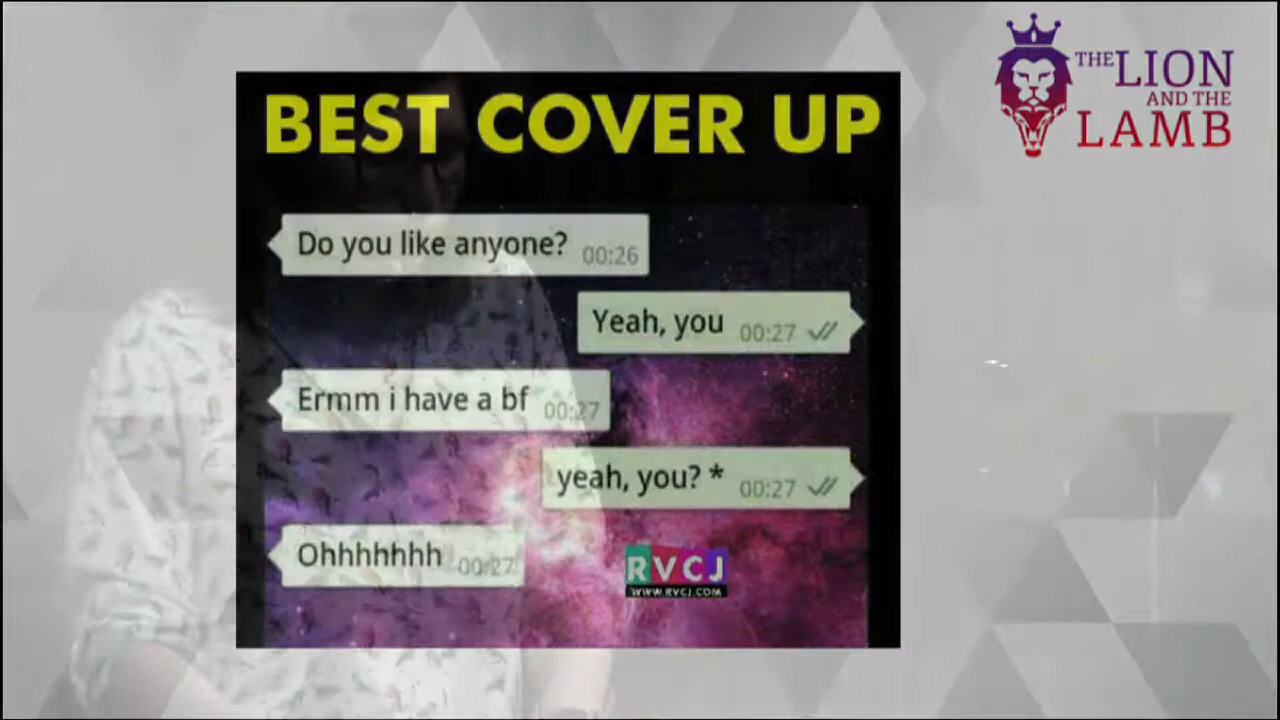 BEST COVER UP
THE LION
AND THE
LAMB
Do you like anyone? 00:26
Yeah, you 00:27
Ermm i have a bf 00:27
yeah, you? * 00:27
Ohhhhhhh 00:27
RVCJ
WWW.RVCJ.COM